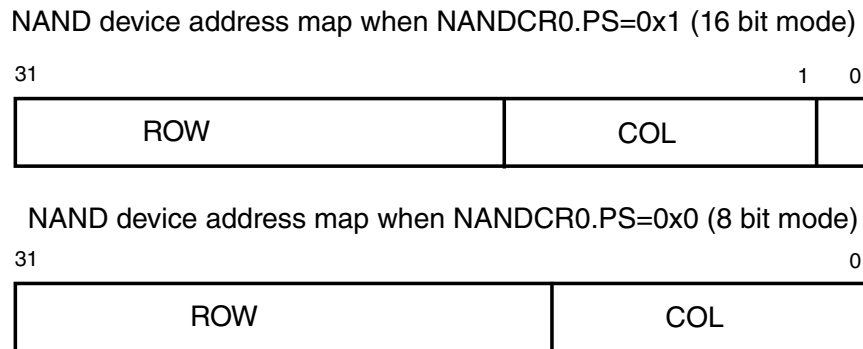 NAND device address map when NANDCR0.PS=0x1 (16 bit mode)
31 1 0
ROW COL
NAND device address map when NANDCR0.PS=0x0 (8 bit mode)
31 0
ROW COL